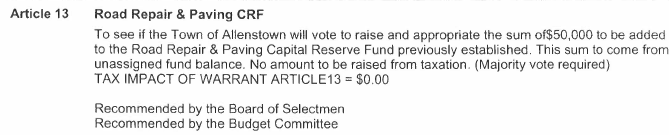 Article 13 Road Repair & Paving CRF
To see if the Town of Allenstown will vote to raise and appropriate the sum of$50,000 to be added
to the Road Repair & Paving Capital Reserve Fund previously established. This sum to come from
unassigned fund balance. No amount to be raised from taxation. (Majority vote required)
TAX IMPACT OF WARRANT ARTICLE13 = $0.00
Recommended by the Board of Selectmen
Recommended by the Budget Committee